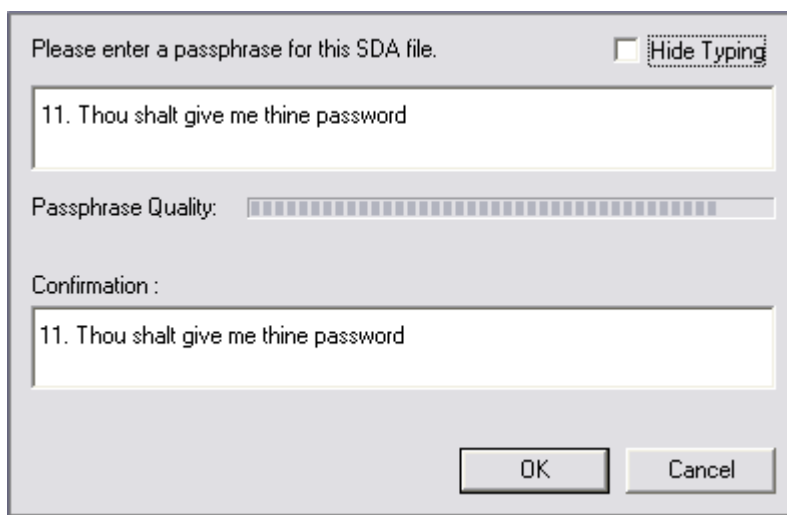 Please enter a passphrase for this SDA file. Hide Typing
11. Thou shalt give me thine password
Passphrase Quality:
Confirmation :
11. Thou shalt give me thine password
OK Cancel